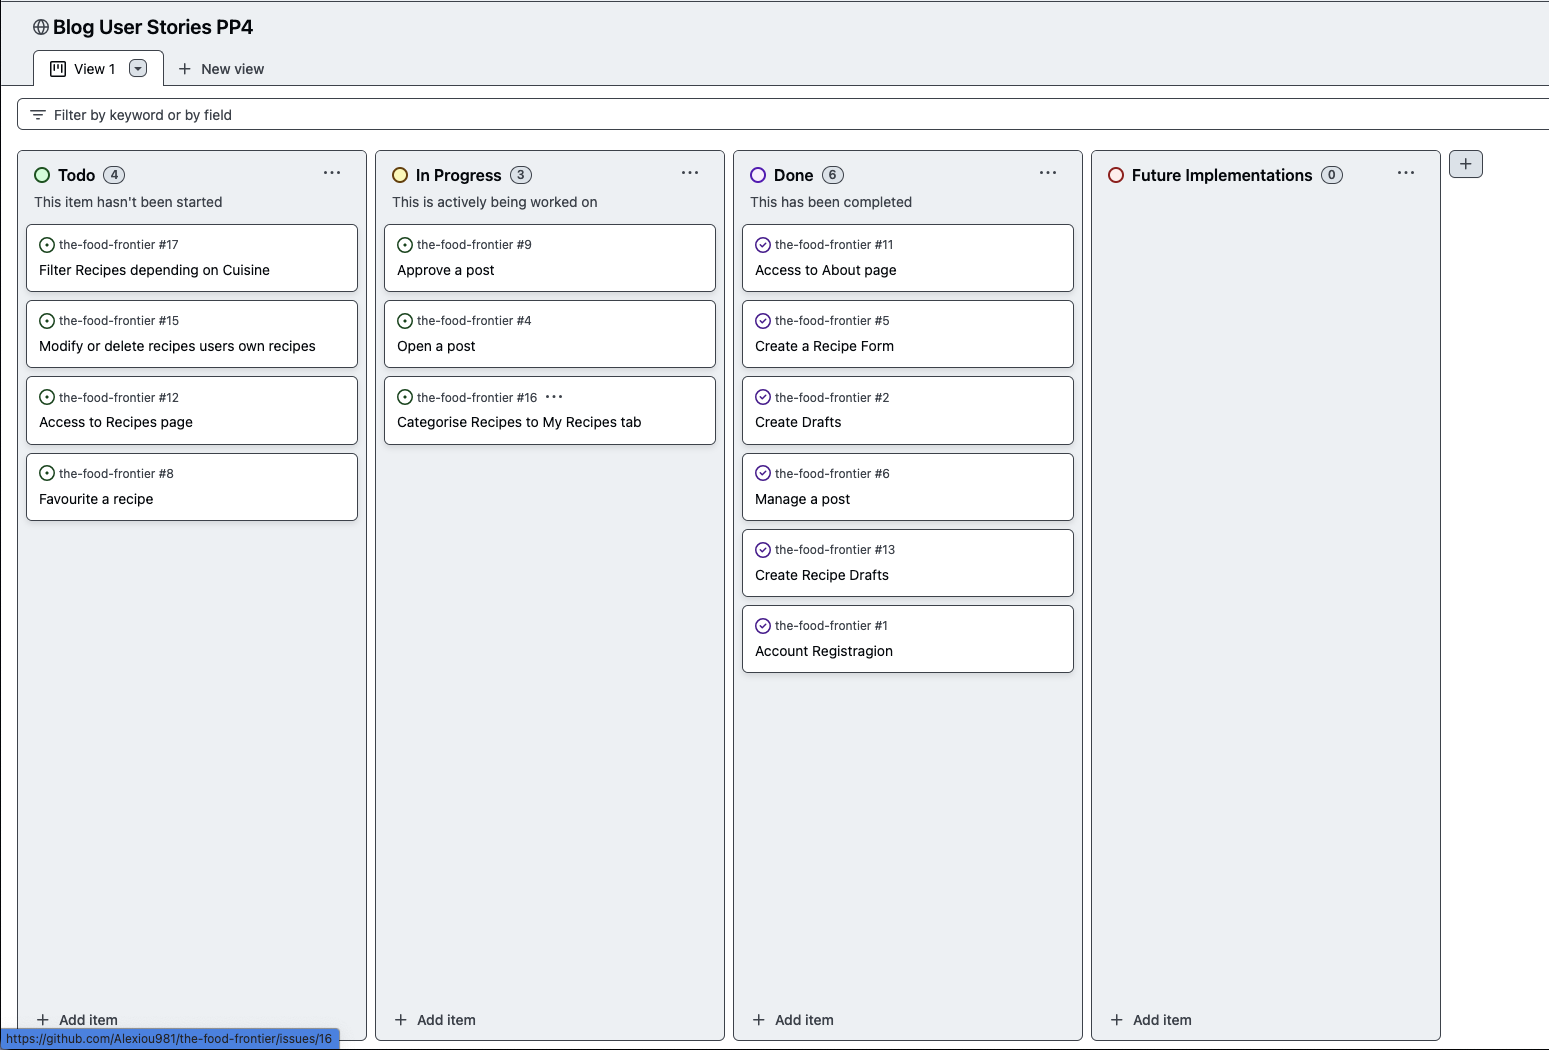 Blog User Stories PP4
View 1
New view
Filter by keyword or by field
Todo 4
This item hasn't been started
the-food-frontier #17
Filter Recipes depending on Cuisine
the-food-frontier #15
Modify or delete recipes users own recipes
the-food-frontier #12
Access to Recipes page
the-food-frontier #8
Favourite a recipe
Add item
In Progress 3
This is actively being worked on
the-food-frontier #9
Approve a post
the-food-frontier #4
Open a post
the-food-frontier #16
Categorise Recipes to My Recipes tab
Add item
Done 6
This has been completed
the-food-frontier #11
Access to About page
the-food-frontier #5
Create a Recipe Form
the-food-frontier #2
Create Drafts
the-food-frontier #6
Manage a post
the-food-frontier #13
Create Recipe Drafts
the-food-frontier #1
Account Registragion
Add item
Future Implementations 0
Add item
https://github.com/Alexiou981/the-food-frontier/issues/16